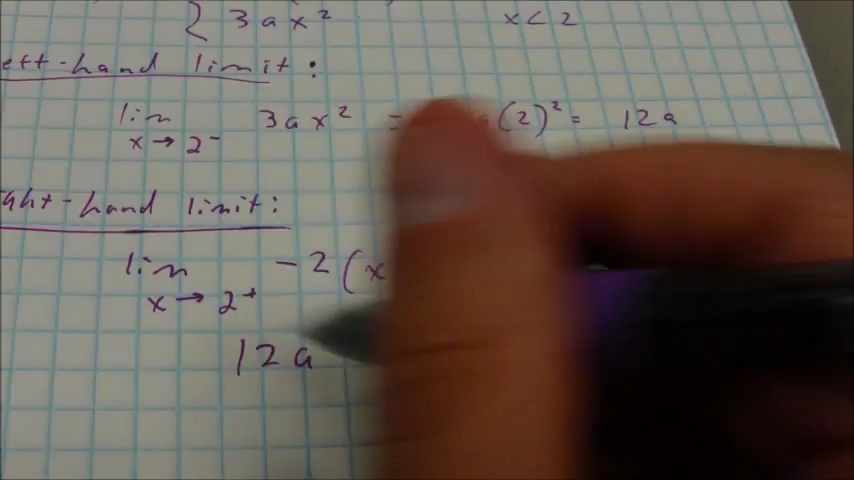 { 3ax² x<2
eft-hand limit:
lim x→2⁻ 3ax² = a(2)² = 12a
ght-hand limit:
lim x→2⁺ -2(x
12a